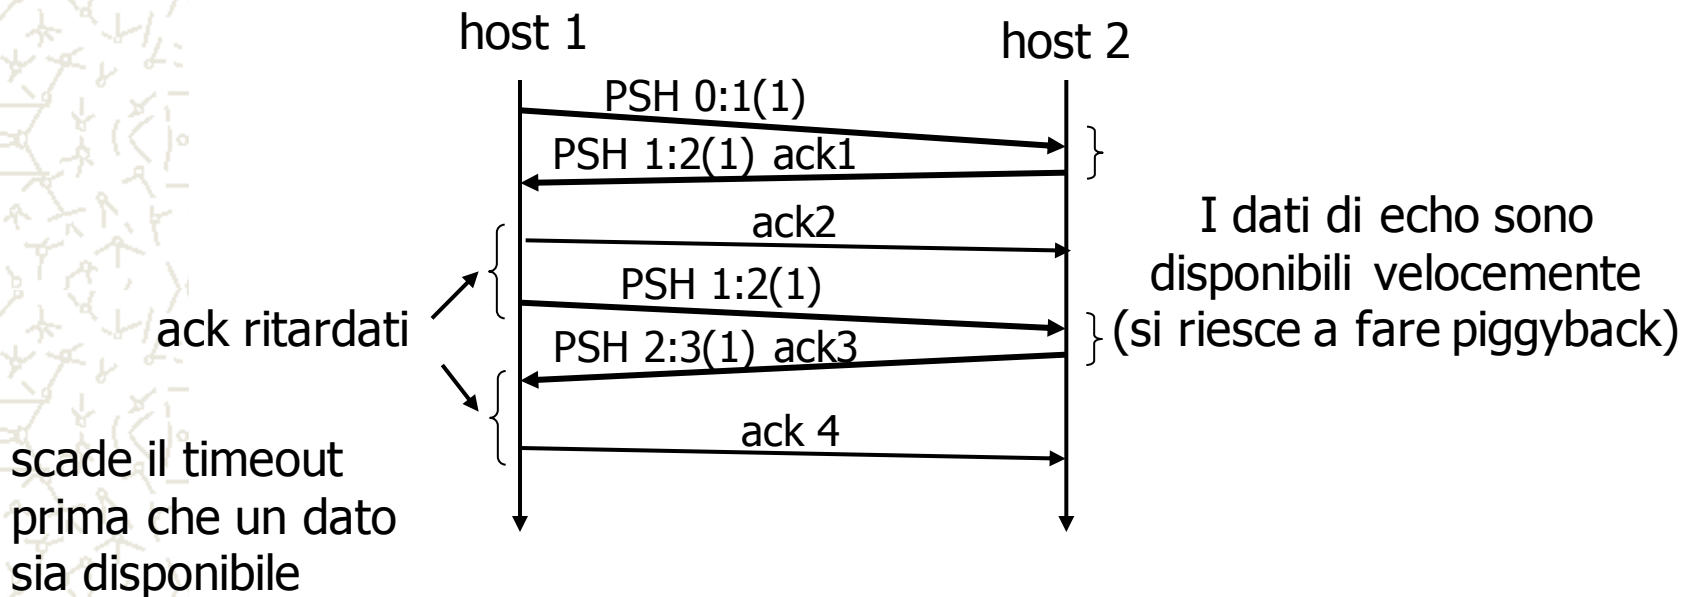 host 1
host 2
PSH 0:1(1)
PSH 1:2(1) ack1
ack2
PSH 1:2(1)
PSH 2:3(1) ack3
ack 4
ack ritardati
scade il timeout
prima che un dato
sia disponibile
I dati di echo sono
disponibili velocemente
(si riesce a fare piggyback)